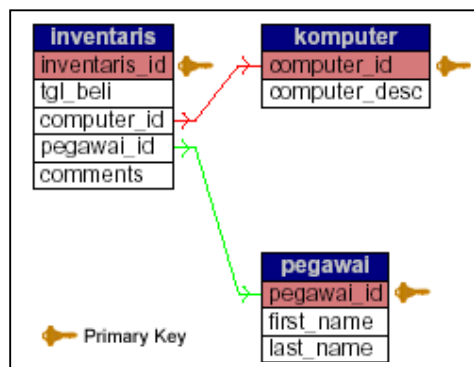 inventaris
inventaris_id
tgl_beli
computer_id
pegawai_id
comments
komputer
computer_id
computer_desc
pegawai
pegawai_id
first_name
last_name
Primary Key